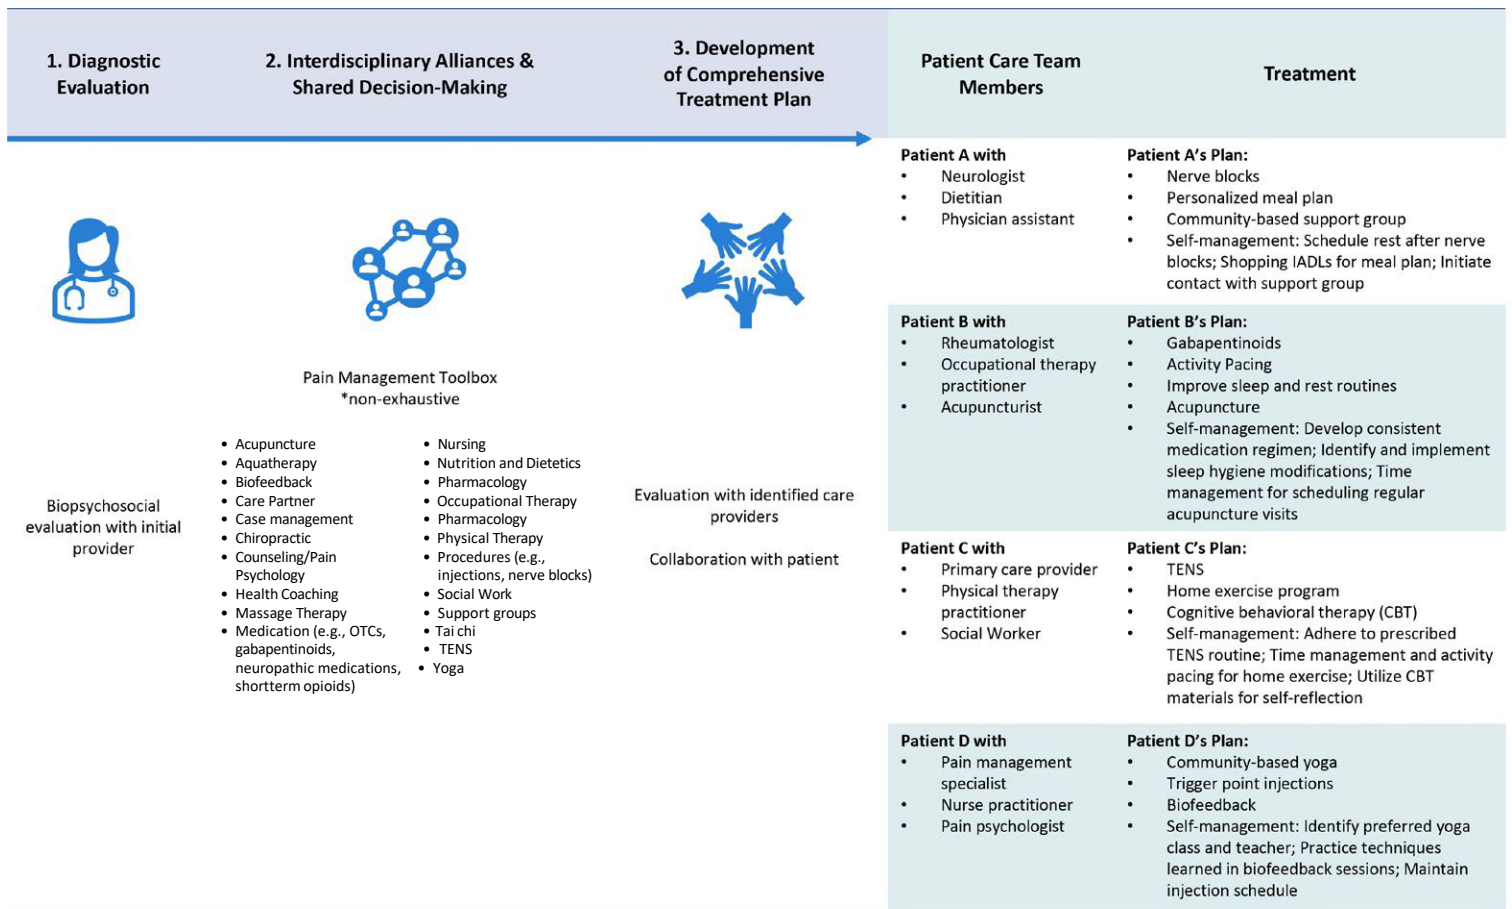 1. Diagnostic
Evaluation
2. Interdisciplinary Alliances &
Shared Decision-Making
3. Development
of Comprehensive
Treatment Plan
Patient Care Team
Members
Treatment
Biopsychosocial
evaluation with initial
provider
Pain Management Toolbox
*non-exhaustive
• Acupuncture
• Aquatherapy
• Biofeedback
• Care Partner
• Case management
• Chiropractic
• Counseling/Pain
Psychology
• Health Coaching
• Massage Therapy
• Medication (e.g., OTCs,
gabapentinoids,
neuropathic medications,
shortterm opioids)
• Nursing
• Nutrition and Dietetics
• Pharmacology
• Occupational Therapy
• Pharmacology
• Physical Therapy
• Procedures (e.g.,
injections, nerve blocks)
• Social Work
• Support groups
• Tai chi
• TENS
• Yoga
Evaluation with identified care
providers
Collaboration with patient
Patient A with
• Neurologist
• Dietitian
• Physician assistant
Patient A's Plan:
• Nerve blocks
• Personalized meal plan
• Community-based support group
• Self-management: Schedule rest after nerve
blocks; Shopping IADLs for meal plan; Initiate
contact with support group
Patient B with
• Rheumatologist
• Occupational therapy
practitioner
• Acupuncturist
Patient B's Plan:
• Gabapentinoids
• Activity Pacing
• Improve sleep and rest routines
• Acupuncture
• Self-management: Develop consistent
medication regimen; Identify and implement
sleep hygiene modifications; Time
management for scheduling regular
acupuncture visits
Patient C with
• Primary care provider
• Physical therapy
practitioner
• Social Worker
Patient C's Plan:
• TENS
• Home exercise program
• Cognitive behavioral therapy (CBT)
• Self-management: Adhere to prescribed
TENS routine; Time management and activity
pacing for home exercise; Utilize CBT
materials for self-reflection
Patient D with
• Pain management
specialist
• Nurse practitioner
• Pain psychologist
Patient D's Plan:
• Community-based yoga
• Trigger point injections
• Biofeedback
• Self-management: Identify preferred yoga
class and teacher; Practice techniques
learned in biofeedback sessions; Maintain
injection schedule